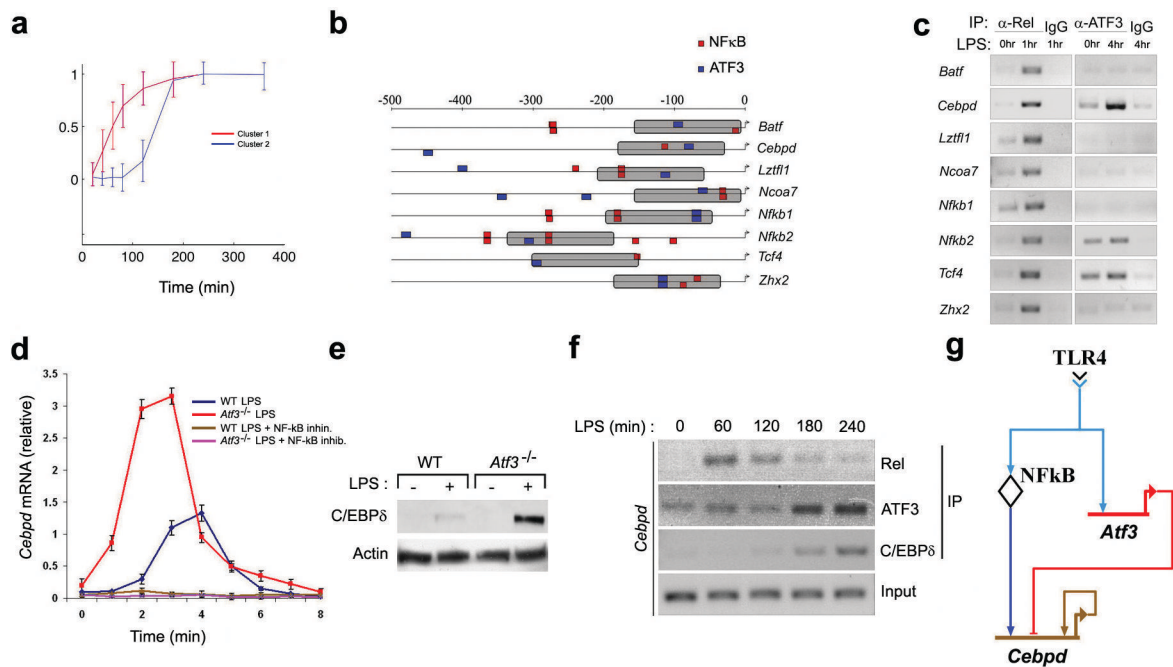 a
1
0.5
0
0 100 200 300 400
Time (min)
Cluster 1
Cluster 2
b
NFκB
ATF3
-500 -400 -300 -200 -100 0
Batf
Cebpd
Lztfl1
Ncoa7
Nfkb1
Nfkb2
Tcf4
Zhx2
c
IP: α-Rel IgG α-ATF3 IgG
LPS: 0hr 1hr 1hr 0hr 4hr 4hr
Batf
Cebpd
Lztfl1
Ncoa7
Nfkb1
Nfkb2
Tcf4
Zhx2
d
Cebpd mRNA (relative)
3.5
3
2.5
2
1.5
1
0.5
0
0 2 4 6 8
Time (min)
WT LPS
Atf3-/- LPS
WT LPS + NF-kB inhin.
Atf3-/- LPS + NF-kB inhib.
e
WT Atf3-/-
LPS : - + - +
C/EBPδ
Actin
f
LPS (min) 0 60 120 180 240
Cebpd
Rel
ATF3
C/EBPδ
Input
IP
g
TLR4
NFkB
Atf3
Cebpd